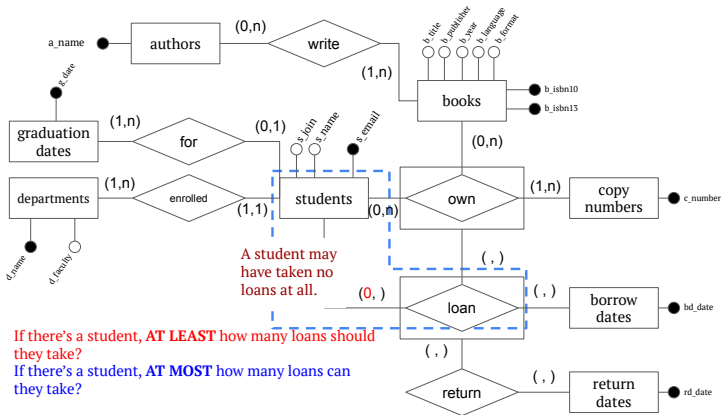 b_title
b_publisher
b_year
b_language
b_format
(0,n)
a_name
authors
write
g_date
(1,n)
books
b_isbn10
b_isbn13
graduation
dates
(1,n)
for
(0,1)
s_join
s_name
s_email
(0,n)
departments
(1,n)
enrolled
(1,1)
students
(0,n)
own
(1,n)
copy
numbers
c_number
d_name
d_faculty
A student may
have taken no
loans at all.
( , )
(0, )
loan
( , )
borrow
dates
bd_date
If there's a student, AT LEAST how many loans should
they take?
If there's a student, AT MOST how many loans can
they take?
( , )
return
( , )
return
dates
rd_date